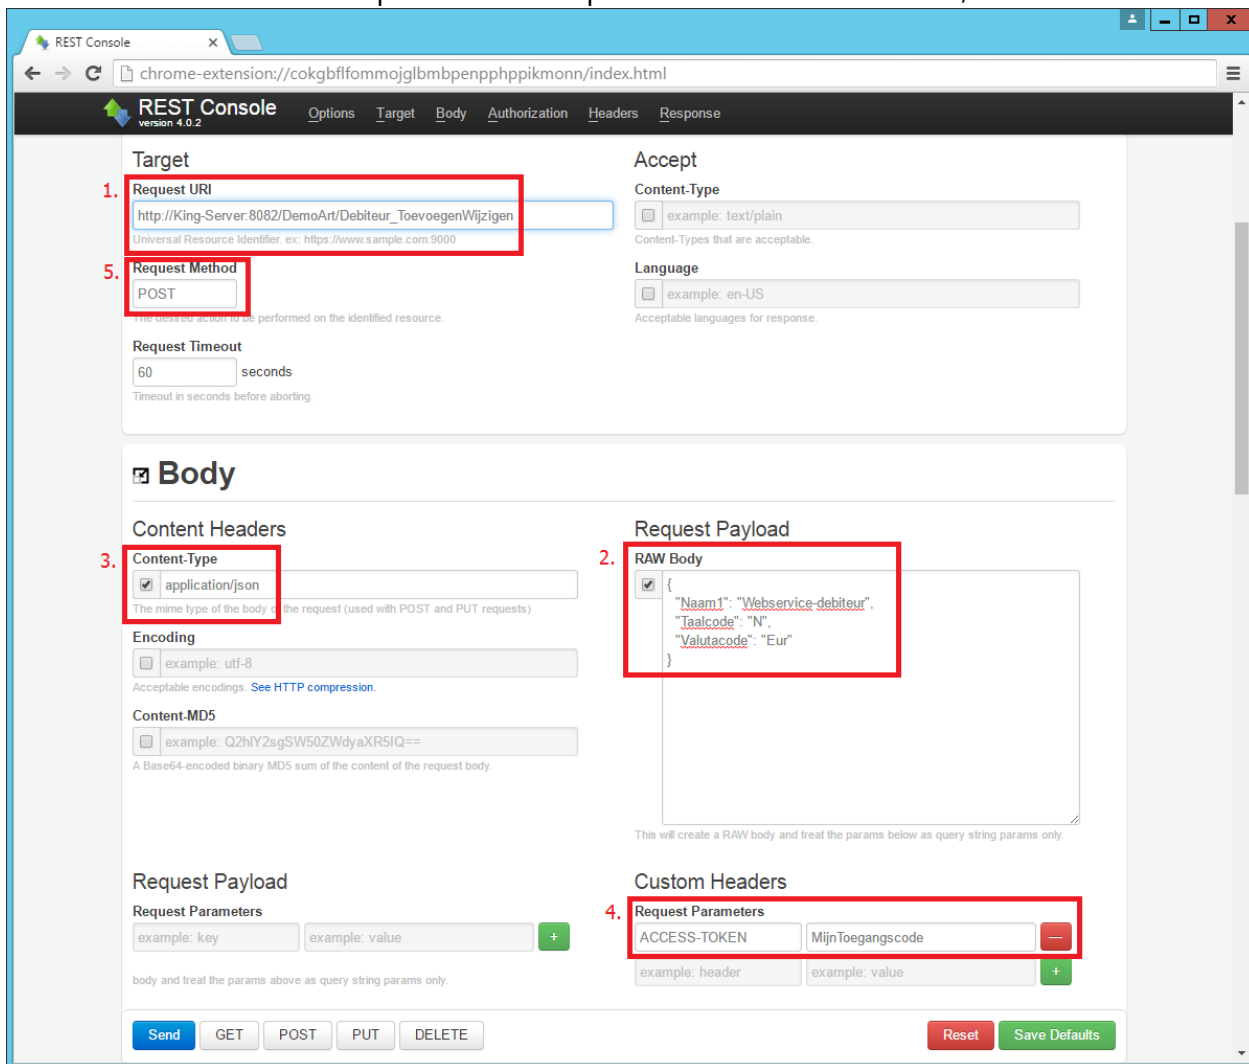 REST Console
chrome-extension://cokgbflfommojglbmbpenpphppikmonn/index.html
REST Console
version 4.0.2
Options Target Body Authorization Headers Response
Target
Accept
1. Request URI
Content-Type
http://King-Server:8082/DemoArt/Debiteur_ToevoegenWijzigen
example: text/plain
Universal Resource Identifier. ex: https://www.sample.com:9000
Content-Types that are acceptable.
5. Request Method
Language
POST
example: en-US
The desired action to be performed on the identified resource.
Acceptable languages for response.
Request Timeout
60 seconds
Timeout in seconds before aborting.
Body
Content Headers
Request Payload
3. Content-Type
2. RAW Body
application/json
{
"Naam1": "Webservice-debiteur",
"Taalcode": "N",
"Valutacode": "Eur"
}
The mime type of the body of the request (used with POST and PUT requests)
Encoding
example: utf-8
Acceptable encodings. See HTTP compression.
Content-MD5
example: Q2hlY2sgSW50ZWdyaXR5IQ==
A Base64-encoded binary MD5 sum of the content of the request body.
This will create a RAW body and treat the params below as query string params only.
Request Payload
Custom Headers
Request Parameters
4. Request Parameters
example: key example: value +
ACCESS-TOKEN MijnToegangscode —
example: header example: value +
body and treat the params above as query string params only.
Send GET POST PUT DELETE Reset Save Defaults